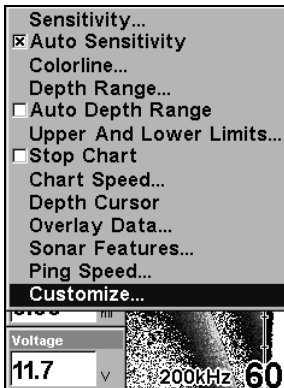 Sensitivity...
Auto Sensitivity
Colorline...
Depth Range...
Auto Depth Range
Upper And Lower Limits...
Stop Chart
Chart Speed...
Depth Cursor
Overlay Data...
Sonar Features...
Ping Speed...
Customize...
Voltage
11.7 v
200kHz 60